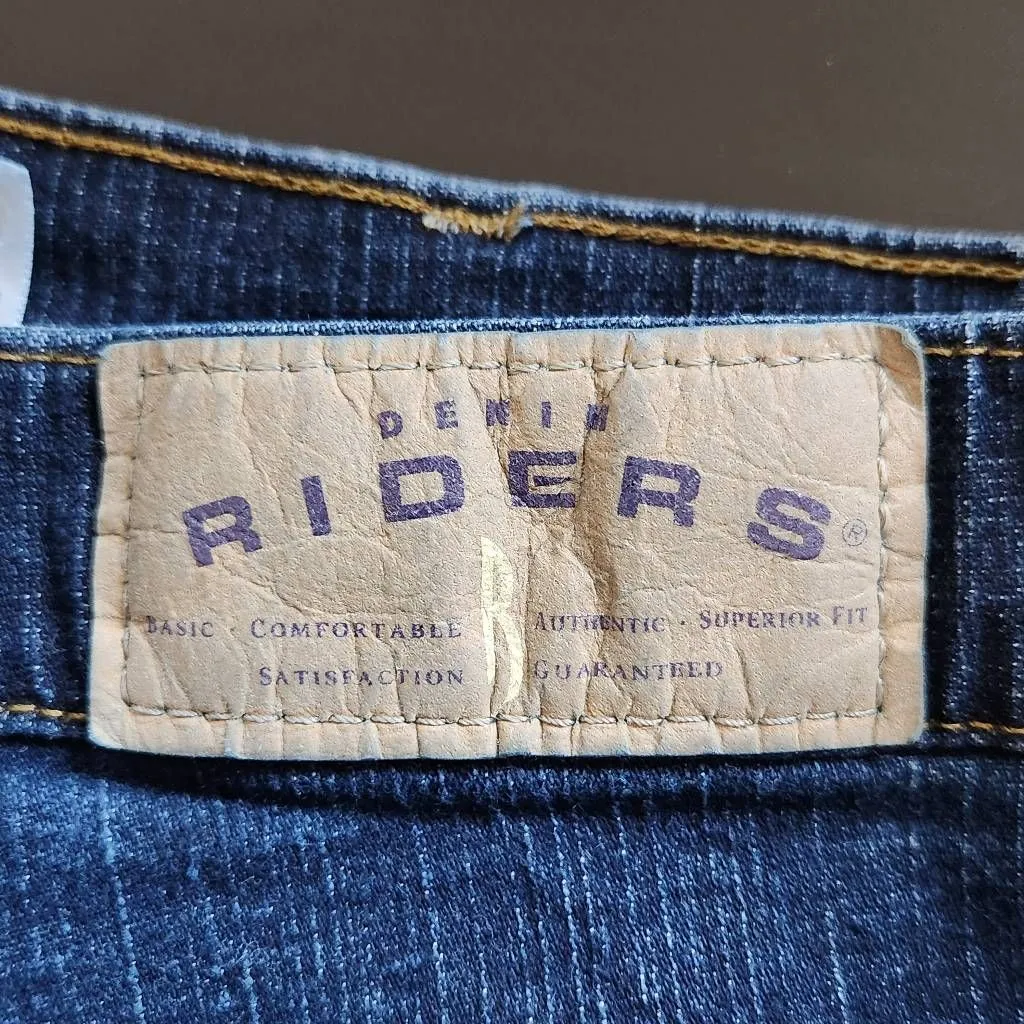 DENIM
RIDERS®
BASIC · COMFORTABLE R AUTHENTIC · SUPERIOR FIT
SATISFACTION GUARANTEED